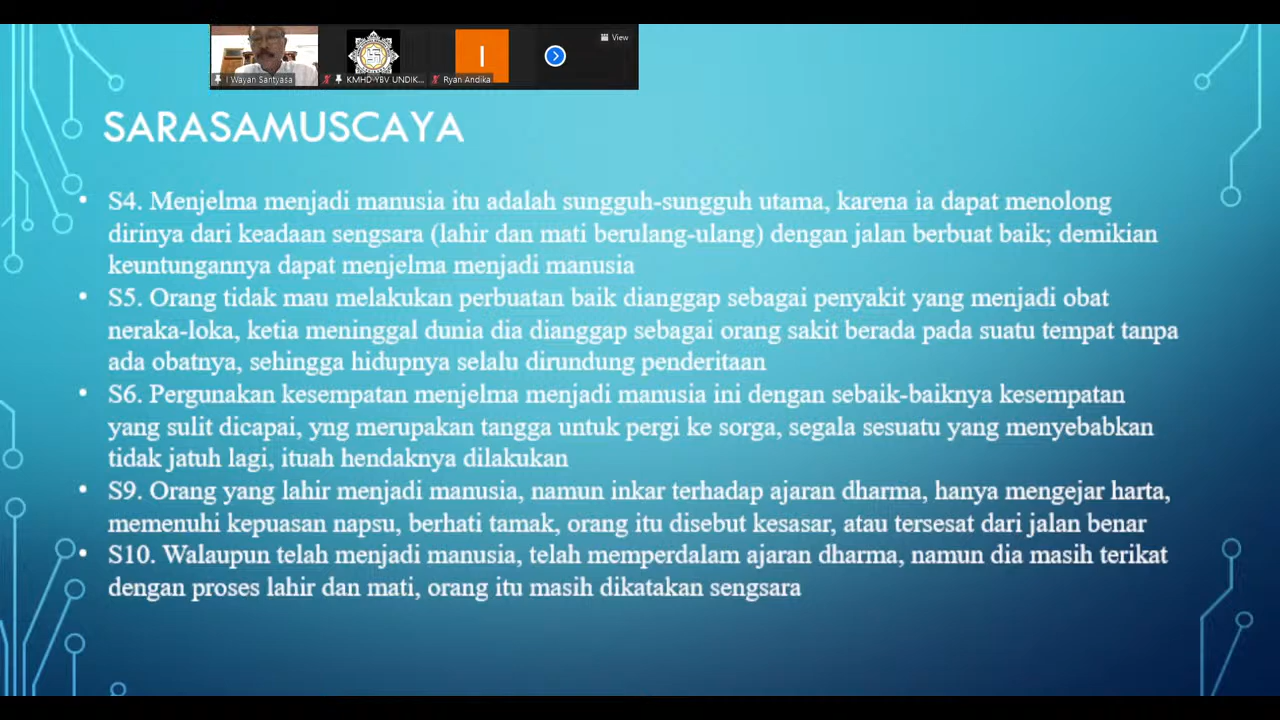 View
I Wayan Santyasa
KMHD YBV UNDIK...
I
Ryan Andika
SARASAMUSCAYA
• S4. Menjelma menjadi manusia itu adalah sungguh-sungguh utama, karena ia dapat menolong
dirinya dari keadaan sengsara (lahir dan mati berulang-ulang) dengan jalan berbuat baik; demikian
keuntungannya dapat menjelma menjadi manusia
• S5. Orang tidak mau melakukan perbuatan baik dianggap sebagai penyakit yang menjadi obat
neraka-loka, ketia meninggal dunia dia dianggap sebagai orang sakit berada pada suatu tempat tanpa
ada obatnya, sehingga hidupnya selalu dirundung penderitaan
• S6. Pergunakan kesempatan menjelma menjadi manusia ini dengan sebaik-baiknya kesempatan
yang sulit dicapai, yng merupakan tangga untuk pergi ke sorga, segala sesuatu yang menyebabkan
tidak jatuh lagi, ituah hendaknya dilakukan
• S9. Orang yang lahir menjadi manusia, namun inkar terhadap ajaran dharma, hanya mengejar harta,
memenuhi kepuasan napsu, berhati tamak, orang itu disebut kesasar, atau tersesat dari jalan benar
• S10. Walaupun telah menjadi manusia, telah memperdalam ajaran dharma, namun dia masih terikat
dengan proses lahir dan mati, orang itu masih dikatakan sengsara